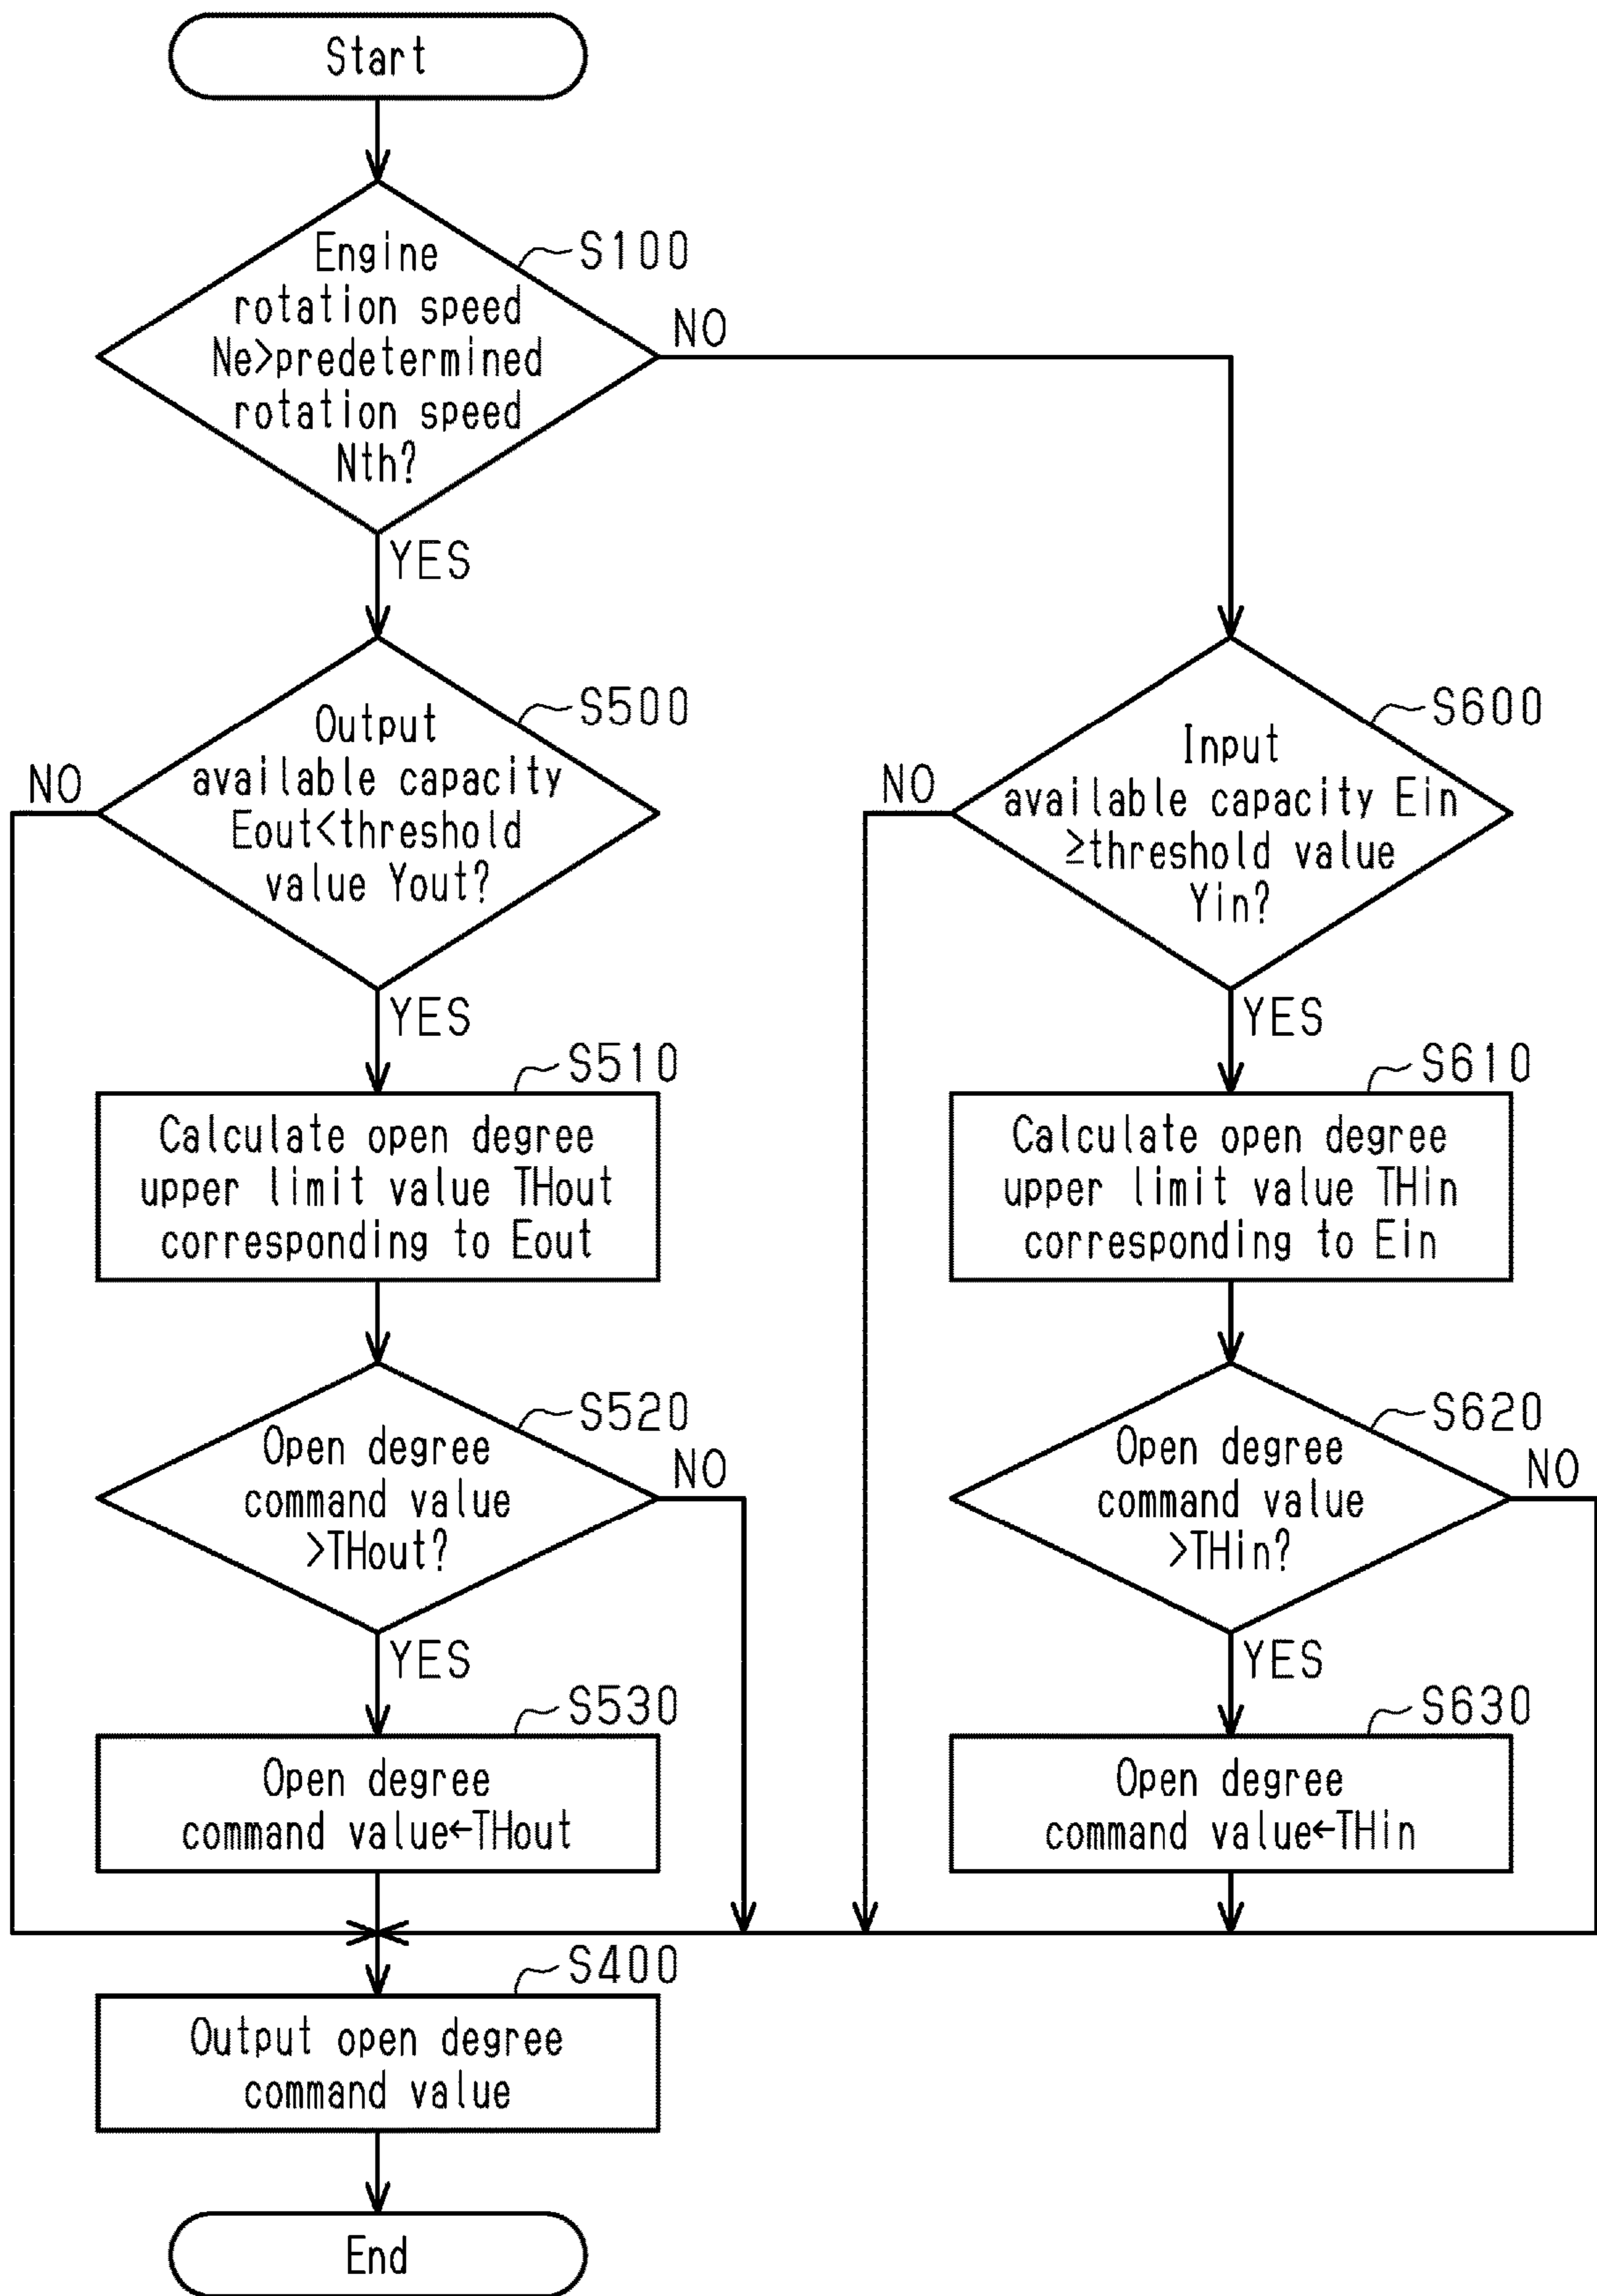 Start
Engine
rotation speed
Ne>predetermined
rotation speed
Nth?
S100
NO
YES
Output
available capacity
Eout<threshold
value Yout?
S500
NO
YES
Input
available capacity Ein
≥threshold value
Yin?
S600
NO
YES
S510
Calculate open degree
upper limit value THout
corresponding to Eout
S610
Calculate open degree
upper limit value THin
corresponding to Ein
S520
Open degree
command value
>THout?
NO
YES
S620
Open degree
command value
>THin?
NO
YES
S530
Open degree
command value←THout
S630
Open degree
command value←THin
S400
Output open degree
command value
End